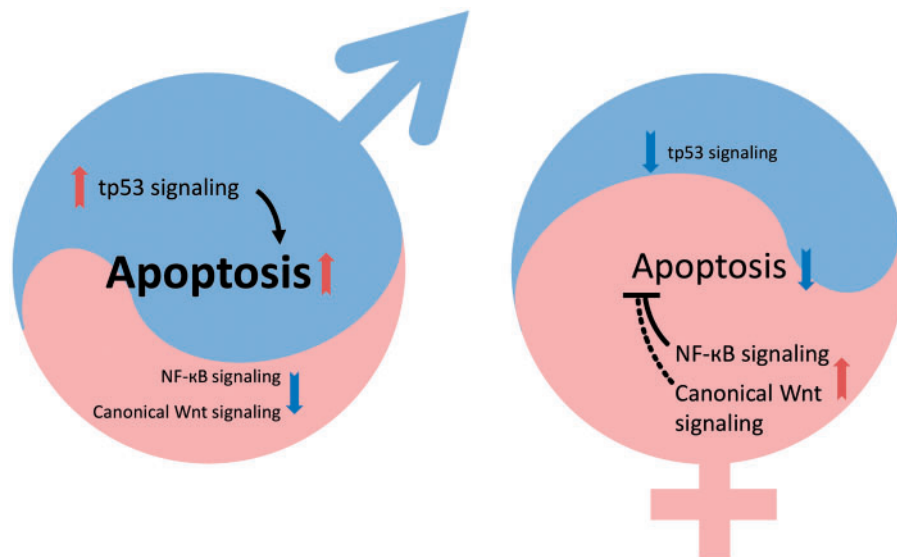 tp53 signaling
Apoptosis
NF-κB signaling
Canonical Wnt signaling
tp53 signaling
Apoptosis
NF-κB signaling
Canonical Wnt
signaling